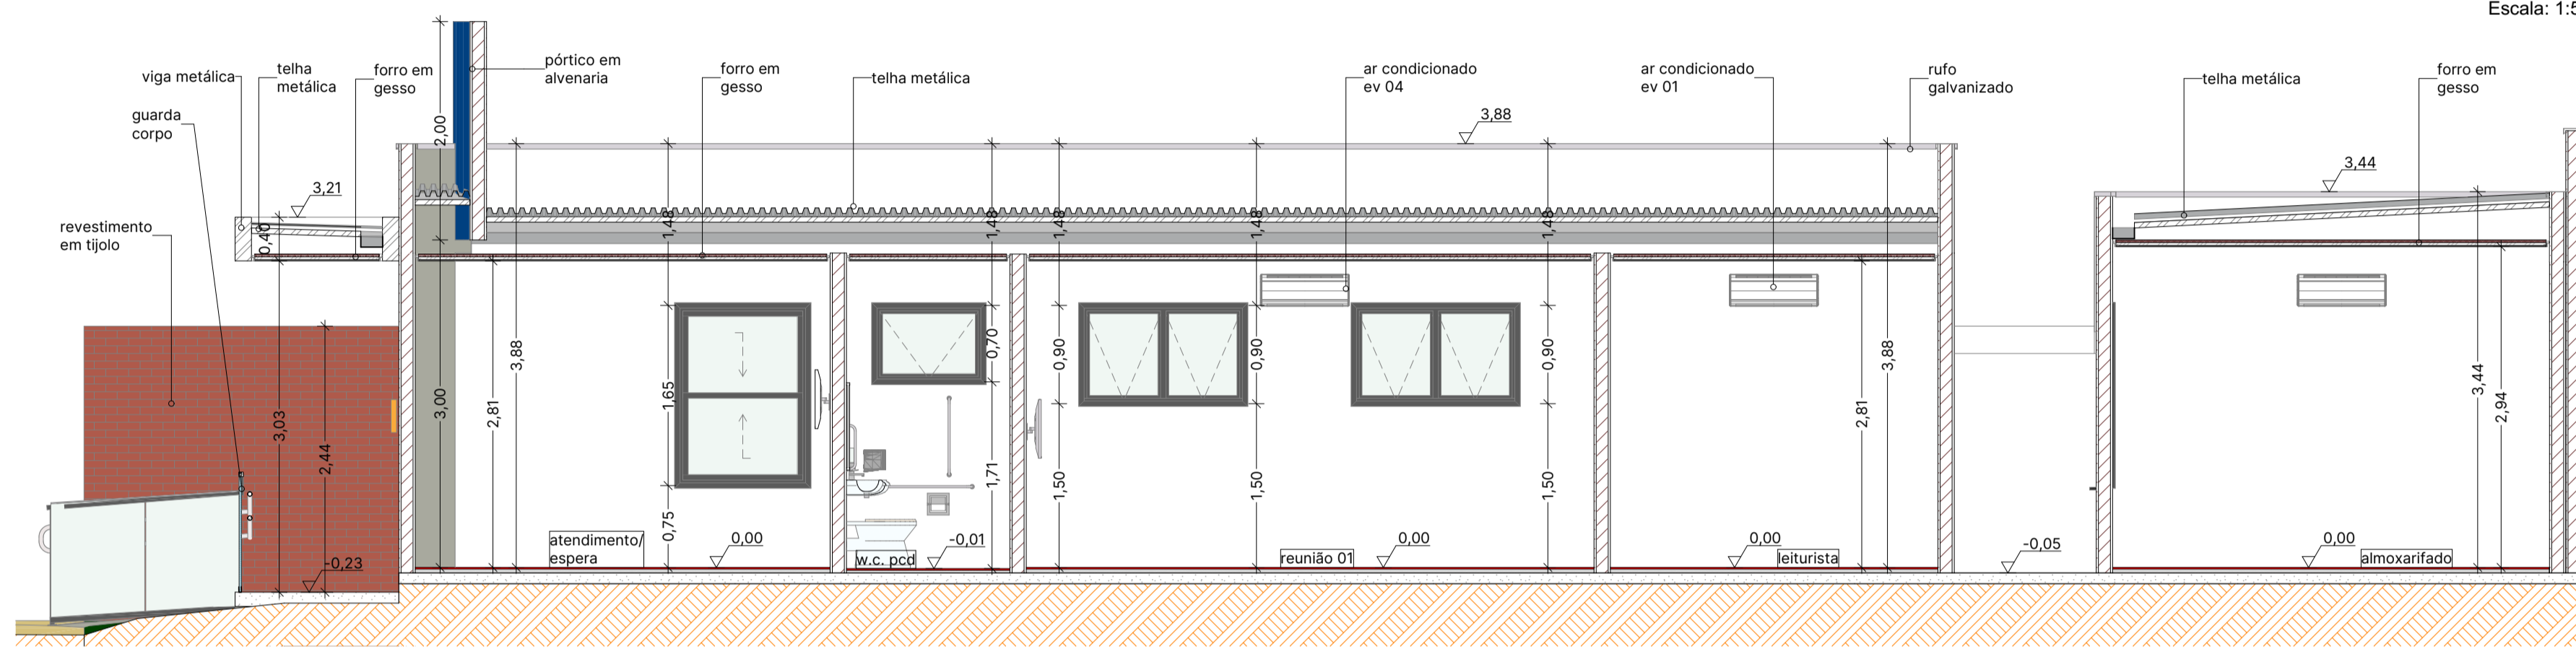 Escala: 1:5
viga metálica
telha
metálica
forro em
gesso
pórtico em
alvenaria
forro em
gesso
telha metálica
ar condicionado
ev 04
ar condicionado
ev 01
rufo
galvanizado
telha metálica
forro em
gesso
guarda
corpo
revestimento
em tijolo
3,21
3,88
3,44
2,00
0,40
1,48
1,48
1,48
1,48
1,48
3,03
2,44
3,00
2,81
3,88
1,65
0,75
0,70
1,71
0,90
1,50
0,90
1,50
0,90
1,50
2,81
3,88
3,44
2,94
-0,23
atendimento/
espera
0,00
w.c. pcd
-0,01
reunião 01
0,00
0,00
leiturista
-0,05
0,00
almoxarifado